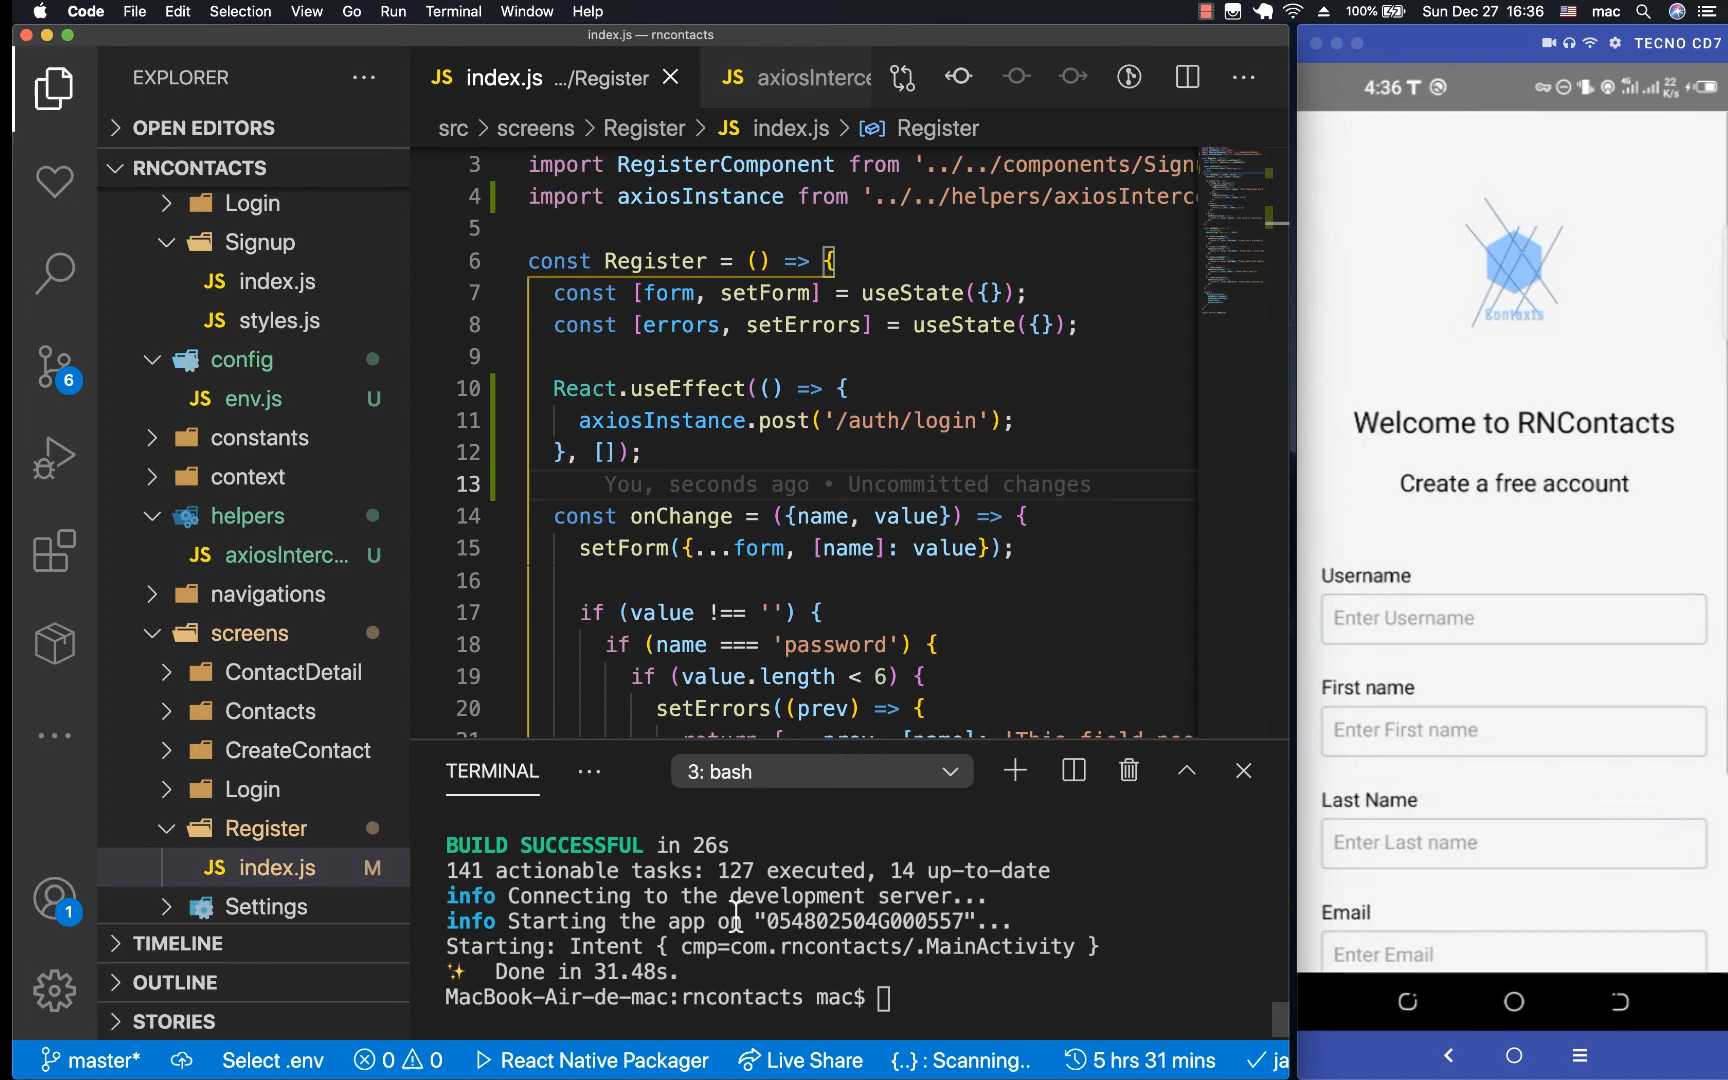 Code File Edit Selection View Go Run Terminal Window Help 100% Sun Dec 27 16:36 mac
index.js — rncontacts
TECNO CD7
EXPLORER
OPEN EDITORS
RNCONTACTS
Login
Signup
index.js
styles.js
config
env.js U
constants
context
helpers
axiosInterc... U
navigations
screens
ContactDetail
Contacts
CreateContact
Login
Register
index.js M
Settings
TIMELINE
OUTLINE
STORIES
6
1
JS index.js .../Register
JS axiosInterce
src > screens > Register > JS index.js > Register
3 import RegisterComponent from '../../components/Sign
4 import axiosInstance from '../../helpers/axiosInterc
5
6 const Register = () => {
7 const [form, setForm] = useState({});
8 const [errors, setErrors] = useState({});
9
10 React.useEffect(() => {
11 axiosInstance.post('/auth/login');
12 }, []);
13 You, seconds ago • Uncommitted changes
14 const onChange = ({name, value}) => {
15 setForm({...form, [name]: value});
16
17 if (value !== '') {
18 if (name === 'password') {
19 if (value.length < 6) {
20 setErrors((prev) => {
TERMINAL
3: bash
BUILD SUCCESSFUL in 26s
141 actionable tasks: 127 executed, 14 up-to-date
info Connecting to the development server...
info Starting the app on "054802504G000557"...
Starting: Intent { cmp=com.rncontacts/.MainActivity }
Done in 31.48s.
MacBook-Air-de-mac:rncontacts mac$
master* Select .env 0 0 React Native Packager Live Share {..} : Scanning.. 5 hrs 31 mins ja
4:36
22 K/s
Contexts
Welcome to RNContacts
Create a free account
Username
Enter Username
First name
Enter First name
Last Name
Enter Last name
Email
Enter Email